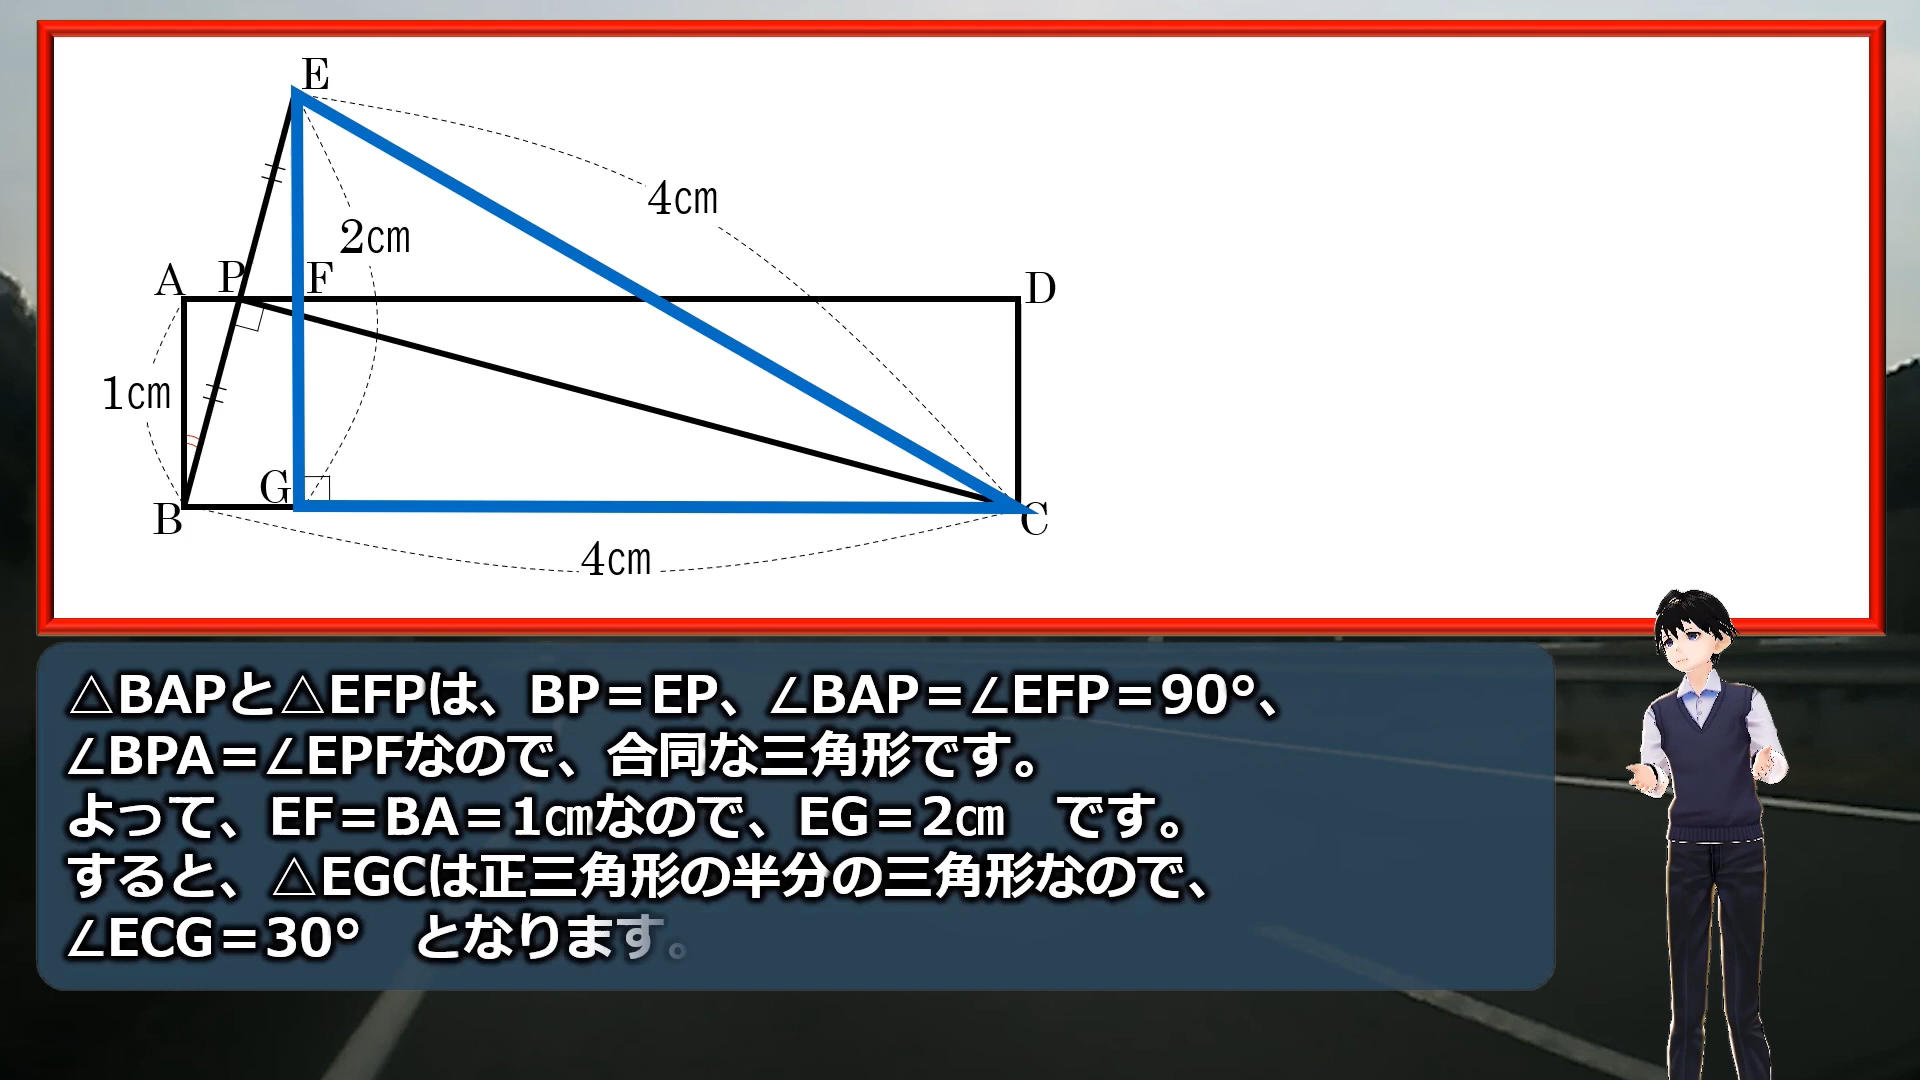 E
4㎝
2㎝
A P F D
1㎝
G
B C
4㎝
△BAPと△EFPは、BP＝EP、∠BAP＝∠EFP＝90°、
∠BPA＝∠EPFなので、合同な三角形です。
よって、EF＝BA＝1㎝なので、EG＝2㎝　です。
すると、△EGCは正三角形の半分の三角形なので、
∠ECG＝30°　となります。